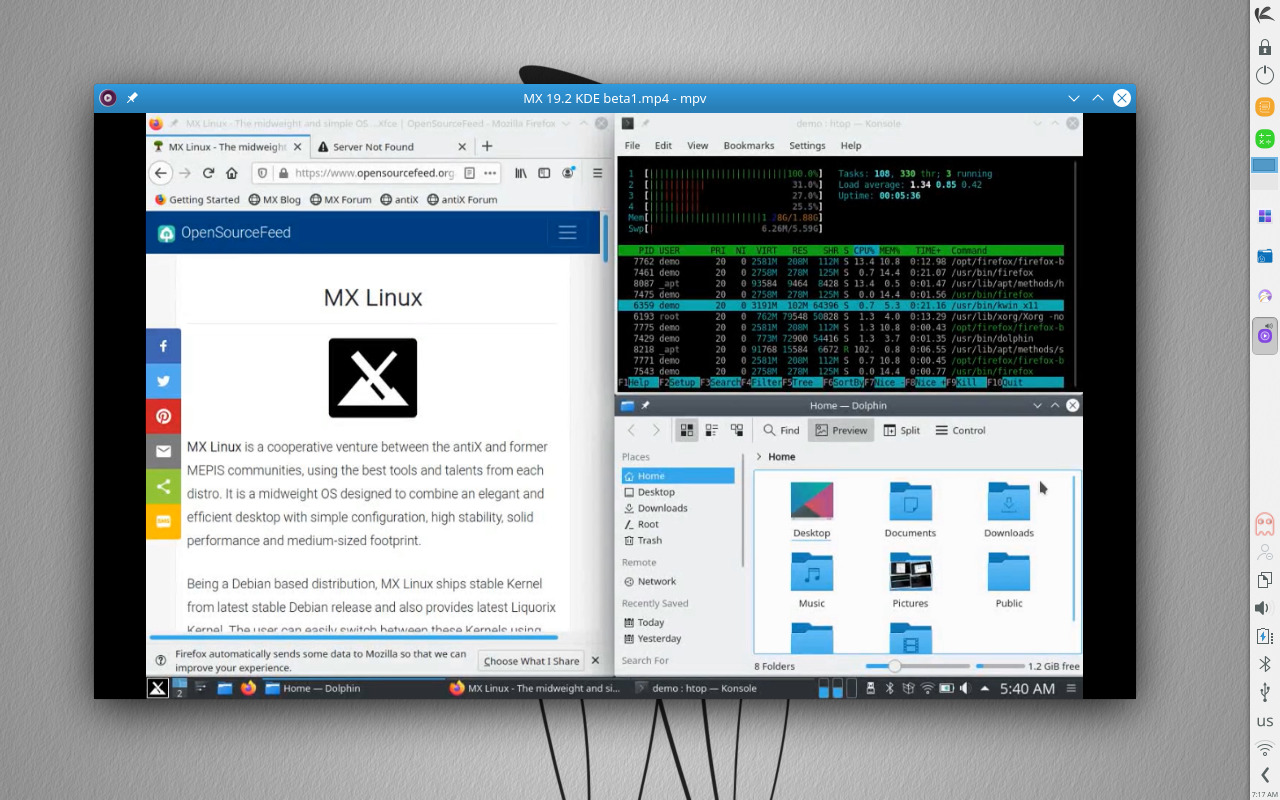 MX 19.2 KDE beta1.mp4 - mpv
MX Linux - The midweight and simple OS ...Xfce | OpenSourceFeed - Mozilla Firefox
MX Linux - The midweight
Server Not Found
https://www.opensourcefeed.org
Getting Started
MX Blog
MX Forum
antiX
antiX Forum
OpenSourceFeed
MX Linux
MX Linux is a cooperative venture between the antiX and former
MEPIS communities, using the best tools and talents from each
distro. It is a midweight OS designed to combine an elegant and
efficient desktop with simple configuration, high stability, solid
performance and medium-sized footprint.
Being a Debian based distribution, MX Linux ships stable Kernel
from latest stable Debian release and also provides latest Liquorix
Kernel. The user can easily switch between these Kernels using
Firefox automatically sends some data to Mozilla so that we can
improve your experience.
Choose What I Share
demo : htop — Konsole
File Edit View Bookmarks Settings Help
1 [100.0%]
2 [31.0%]
3 [27.0%]
4 [25.5%]
Mem[ 8G/1.88G]
Swp[ 6.26M/5.59G]
Tasks: 108, 330 thr; 3 running
Load average: 1.34 0.85 0.42
Uptime: 00:05:36
PID USER PRI NI VIRT RES SHR S CPU% MEM% TIME+ Command
7762 demo 20 0 2581M 208M 112M S 13.4 10.8 0:12.98 /opt/firefox/firefox-b
7461 demo 20 0 2758M 278M 125M S 0.7 14.4 0:21.07 /usr/bin/firefox
8087 _apt 20 0 93584 9464 8428 S 13.4 0.5 0:01.47 /usr/lib/apt/methods/h
7475 demo 20 0 2758M 278M 125M S 0.0 14.4 0:01.56 /usr/bin/firefox
6359 demo 20 0 3191M 102M 64396 S 0.7 5.3 0:21.16 /usr/bin/kwin_x11
6193 root 20 0 762M 79548 50828 S 1.3 4.0 0:13.29 /usr/lib/xorg/Xorg -no
7775 demo 20 0 2581M 208M 112M S 1.3 10.8 0:00.43 /opt/firefox/firefox-b
7429 demo 20 0 773M 72900 54416 S 1.3 3.7 0:01.35 /usr/bin/dolphin
8218 _apt 20 0 91768 15584 6672 R 102. 0.8 0:06.55 /usr/lib/apt/methods/s
7771 demo 20 0 2581M 208M 112M S 0.7 10.8 0:00.45 /opt/firefox/firefox-b
7543 demo 20 0 2758M 278M 125M S 0.0 14.4 0:00.77 /usr/bin/firefox
F1Help F2Setup F3SearchF4FilterF5Tree F6SortByF7Nice -F8Nice +F9Kill F10Quit
Home — Dolphin
Find
Preview
Split
Control
Places
Home
Desktop
Downloads
Root
Trash
Remote
Network
Recently Saved
Today
Yesterday
Search For
Home
Desktop
Documents
Downloads
Music
Pictures
Public
8 Folders
1.2 GiB free
2
Home — Dolphin
MX Linux - The midweight and si...
demo : htop — Konsole
5:40 AM
us
7:17 AM